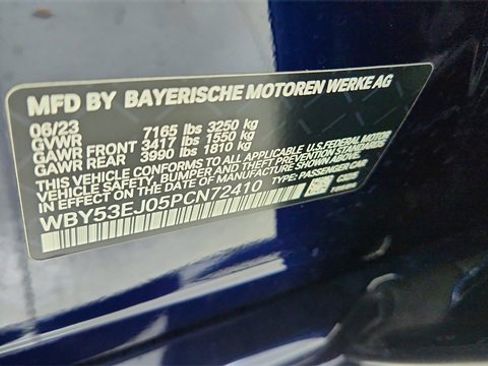 MFD BY BAYERISCHE MOTOREN WERKE AG
06/23
GVWR 7165 lbs 3250 kg
GAWR FRONT 3417 lbs 1550 kg
GAWR REAR 3990 lbs 1810 kg
THIS VEHICLE CONFORMS TO ALL APPLICABLE U.S. FEDERAL MOTOR
VEHICLE SAFETY, BUMPER AND THEFT PREVENTION STANDARDS
IN EFFECT ON THE DATE OF MANUFACTURE SHOWN ABOVE.
WBY53EJ05PCN72410 TYPE: PASSENGER CAR